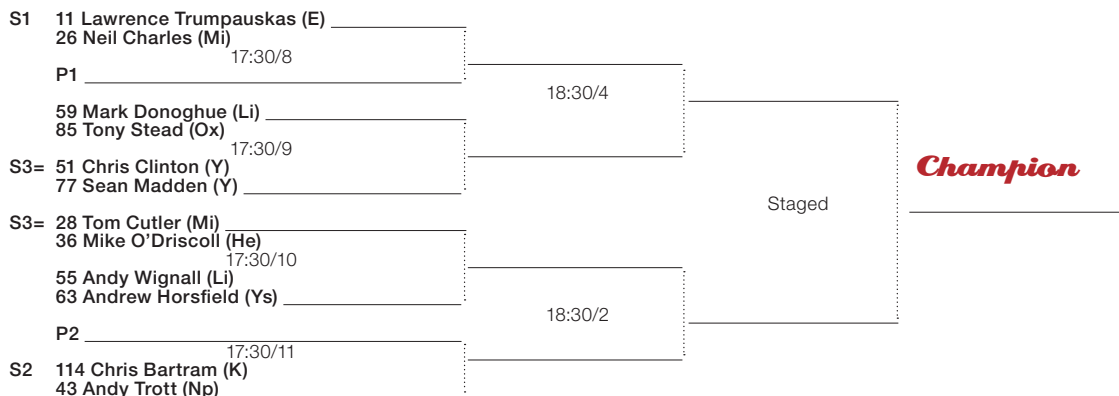 S1 11 Lawrence Trumpauskas (E)
26 Neil Charles (Mi)
17:30/8
P1
18:30/4
59 Mark Donoghue (Li)
85 Tony Stead (Ox)
17:30/9
S3= 51 Chris Clinton (Y)
77 Sean Madden (Y)
Champion
Staged
S3= 28 Tom Cutler (Mi)
36 Mike O’Driscoll (He)
17:30/10
55 Andy Wignall (Li)
63 Andrew Horsfield (Ys)
18:30/2
P2
17:30/11
S2 114 Chris Bartram (K)
43 Andy Trott (Np)